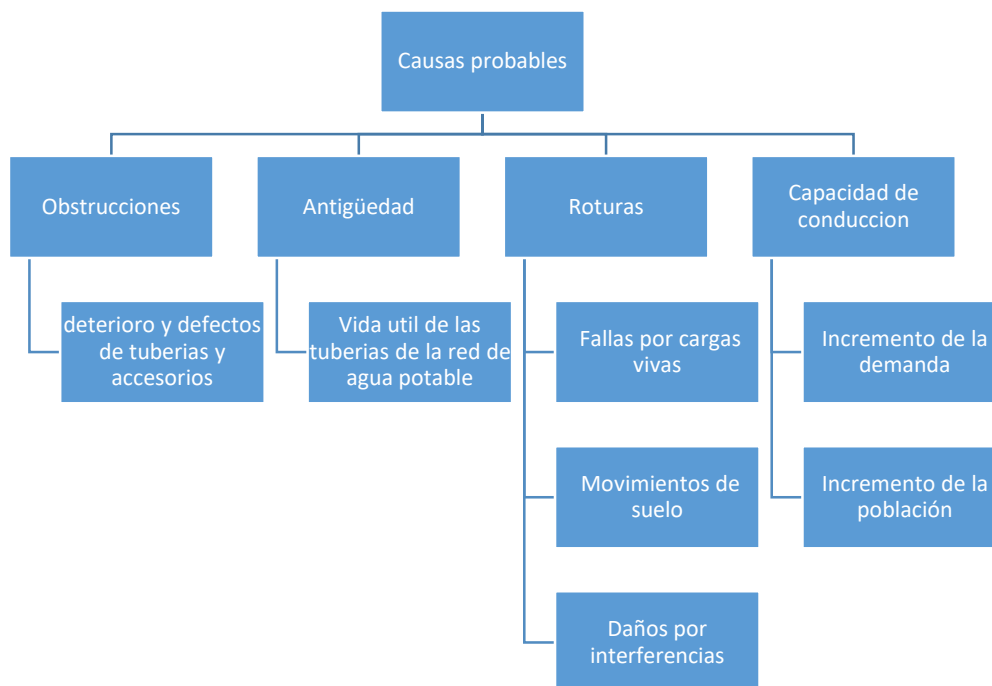 Causas probables
Obstrucciones
Antigüedad
Roturas
Capacidad de
conduccion
deterioro y defectos
de tuberias y
accesorios
Vida util de las
tuberias de la red de
agua potable
Fallas por cargas
vivas
Incremento de la
demanda
Movimientos de
suelo
Incremento de la
población
Daños por
interferencias